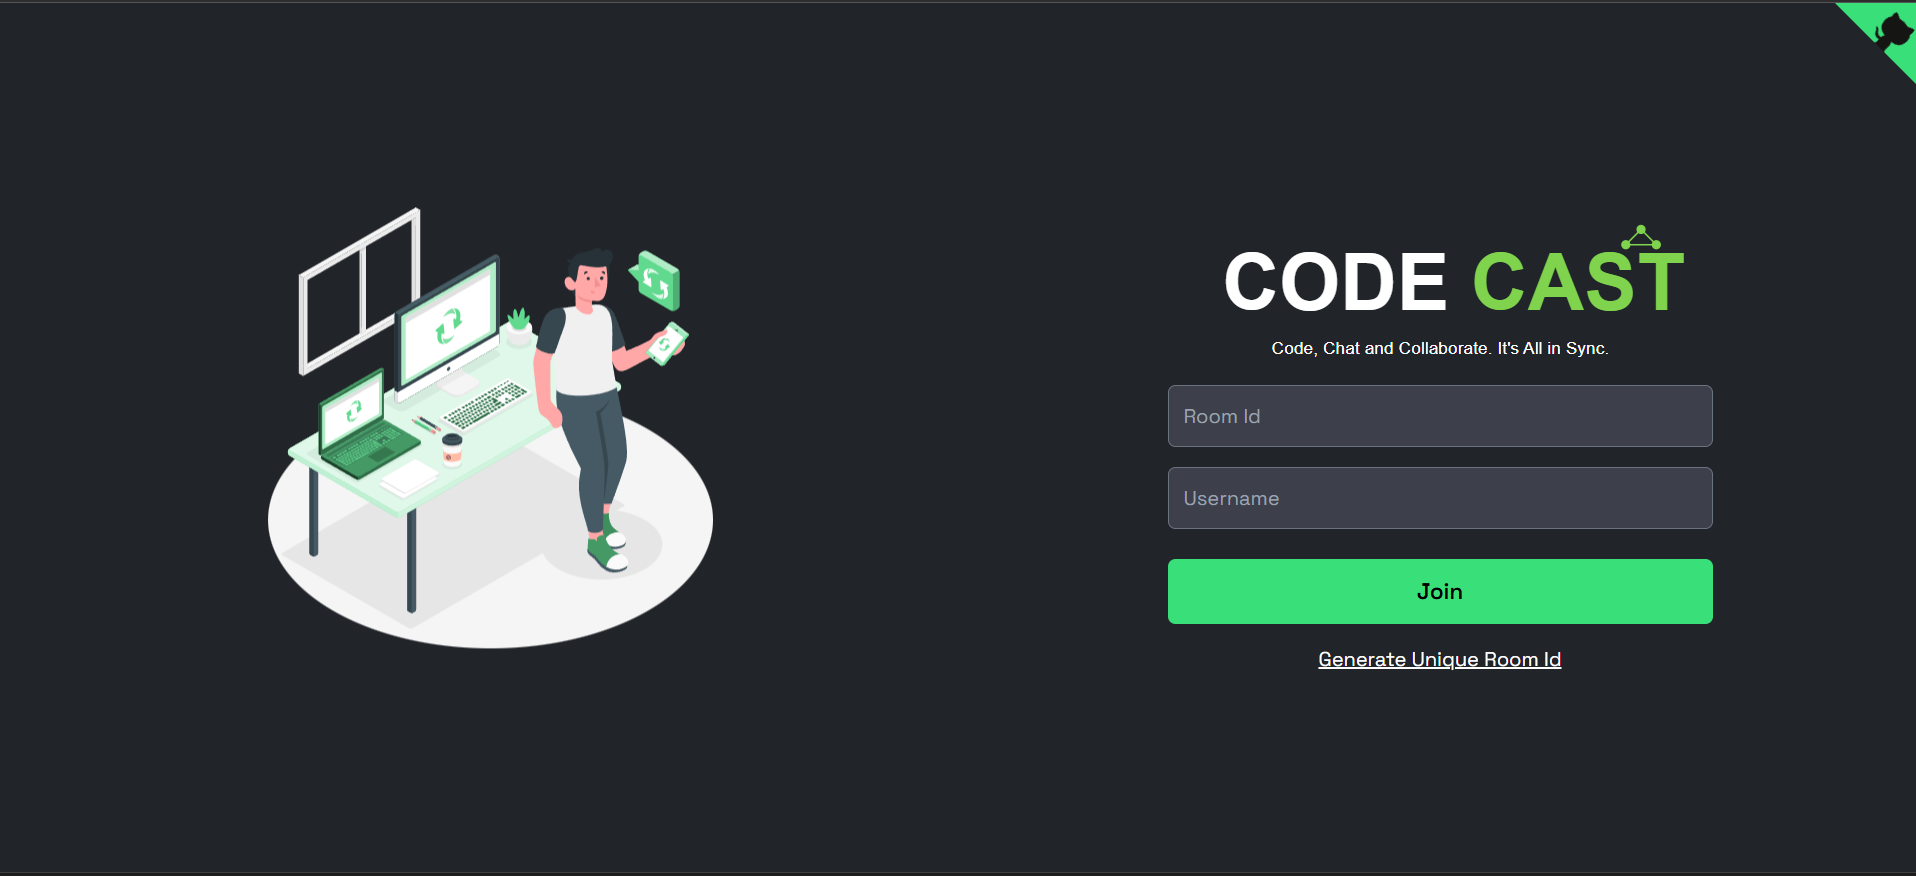 CODE CAST
Code, Chat and Collaborate. It's All in Sync.
Room Id
Username
Join
Generate Unique Room Id